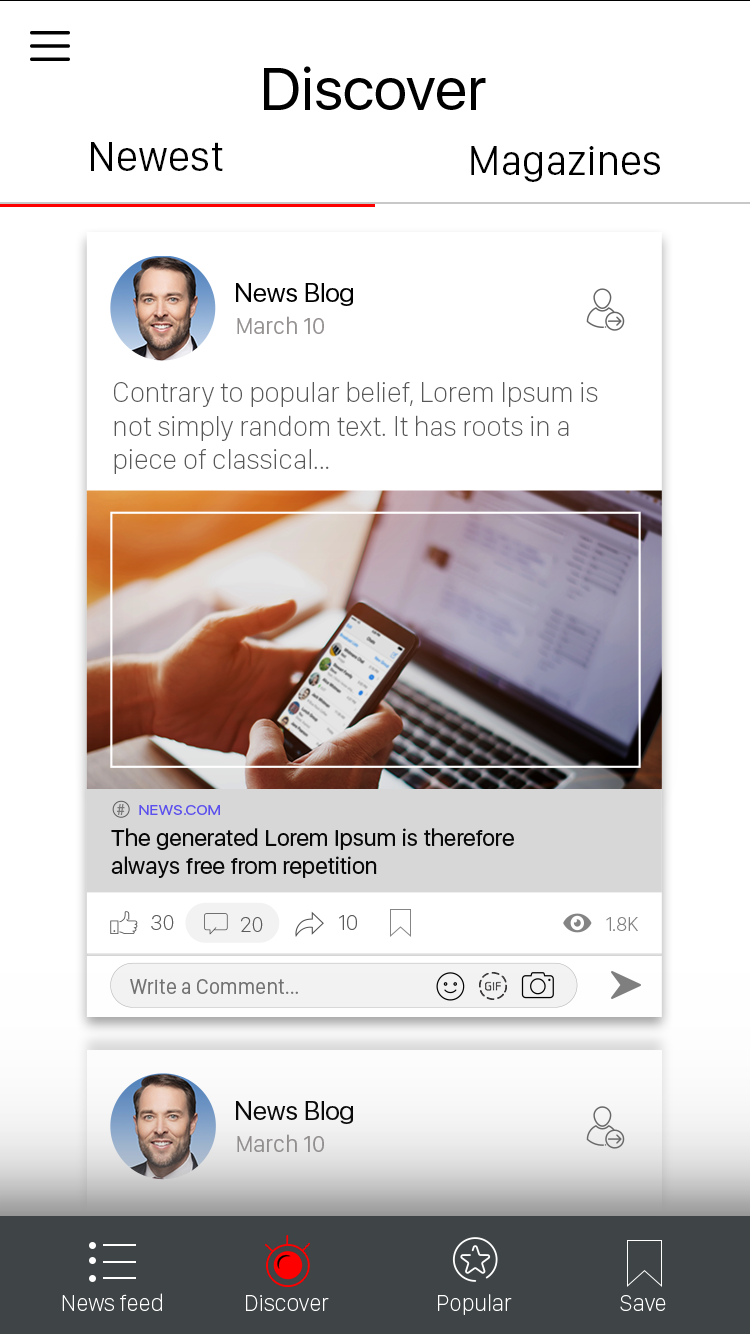 Discover
Newest
Magazines
News Blog
March 10
Contrary to popular belief, Lorem Ipsum is
not simply random text. It has roots in a
piece of classical...
# NEWS.COM
The generated Lorem Ipsum is therefore
always free from repetition
30 20 10 1.8K
Write a Comment... GIF
News Blog
March 10
News feed Discover Popular Save